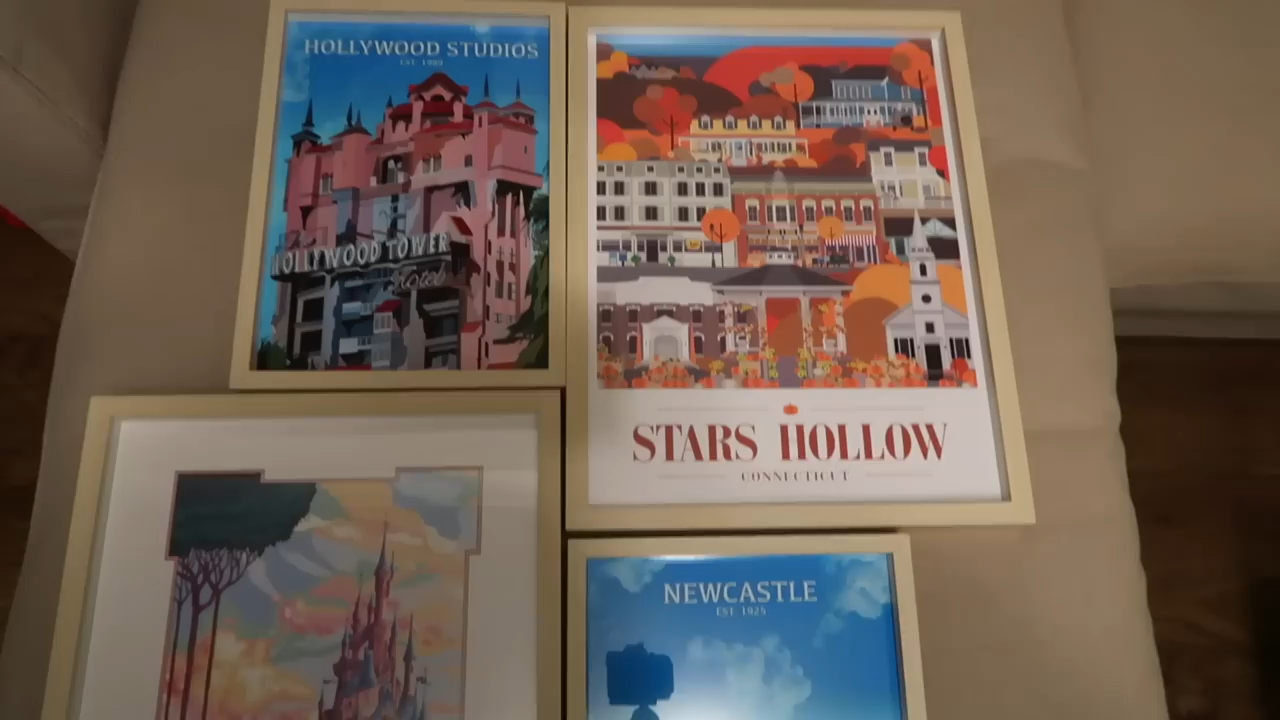 HOLLYWOOD STUDIOS
EST 1989
HOLLYWOOD TOWER
Hotel
STARS HOLLOW
CONNECTICUT
NEWCASTLE
EST 1925